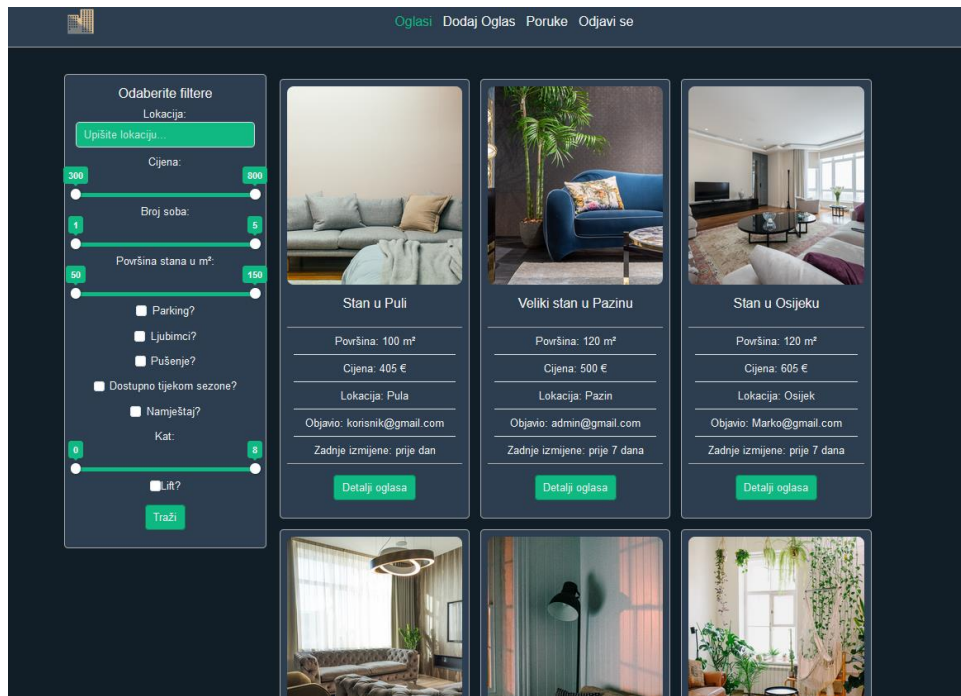 Oglasi Dodaj Oglas Poruke Odjavi se
Odaberite filtere
Lokacija:
Upišite lokaciju...
Cijena:
300 800
Broj soba:
1 5
Površina stana u m²:
50 150
Parking?
Ljubimci?
Pušenje?
Dostupno tijekom sezone?
Namještaj?
Kat:
0 8
Lift?
Traži
Stan u Puli
Površina: 100 m²
Cijena: 405 €
Lokacija: Pula
Objavio: korisnik@gmail.com
Zadnje izmijene: prije dan
Detalji oglasa
Veliki stan u Pazinu
Površina: 120 m²
Cijena: 500 €
Lokacija: Pazin
Objavio: admin@gmail.com
Zadnje izmijene: prije 7 dana
Detalji oglasa
Stan u Osijeku
Površina: 120 m²
Cijena: 605 €
Lokacija: Osijek
Objavio: Marko@gmail.com
Zadnje izmijene: prije 7 dana
Detalji oglasa